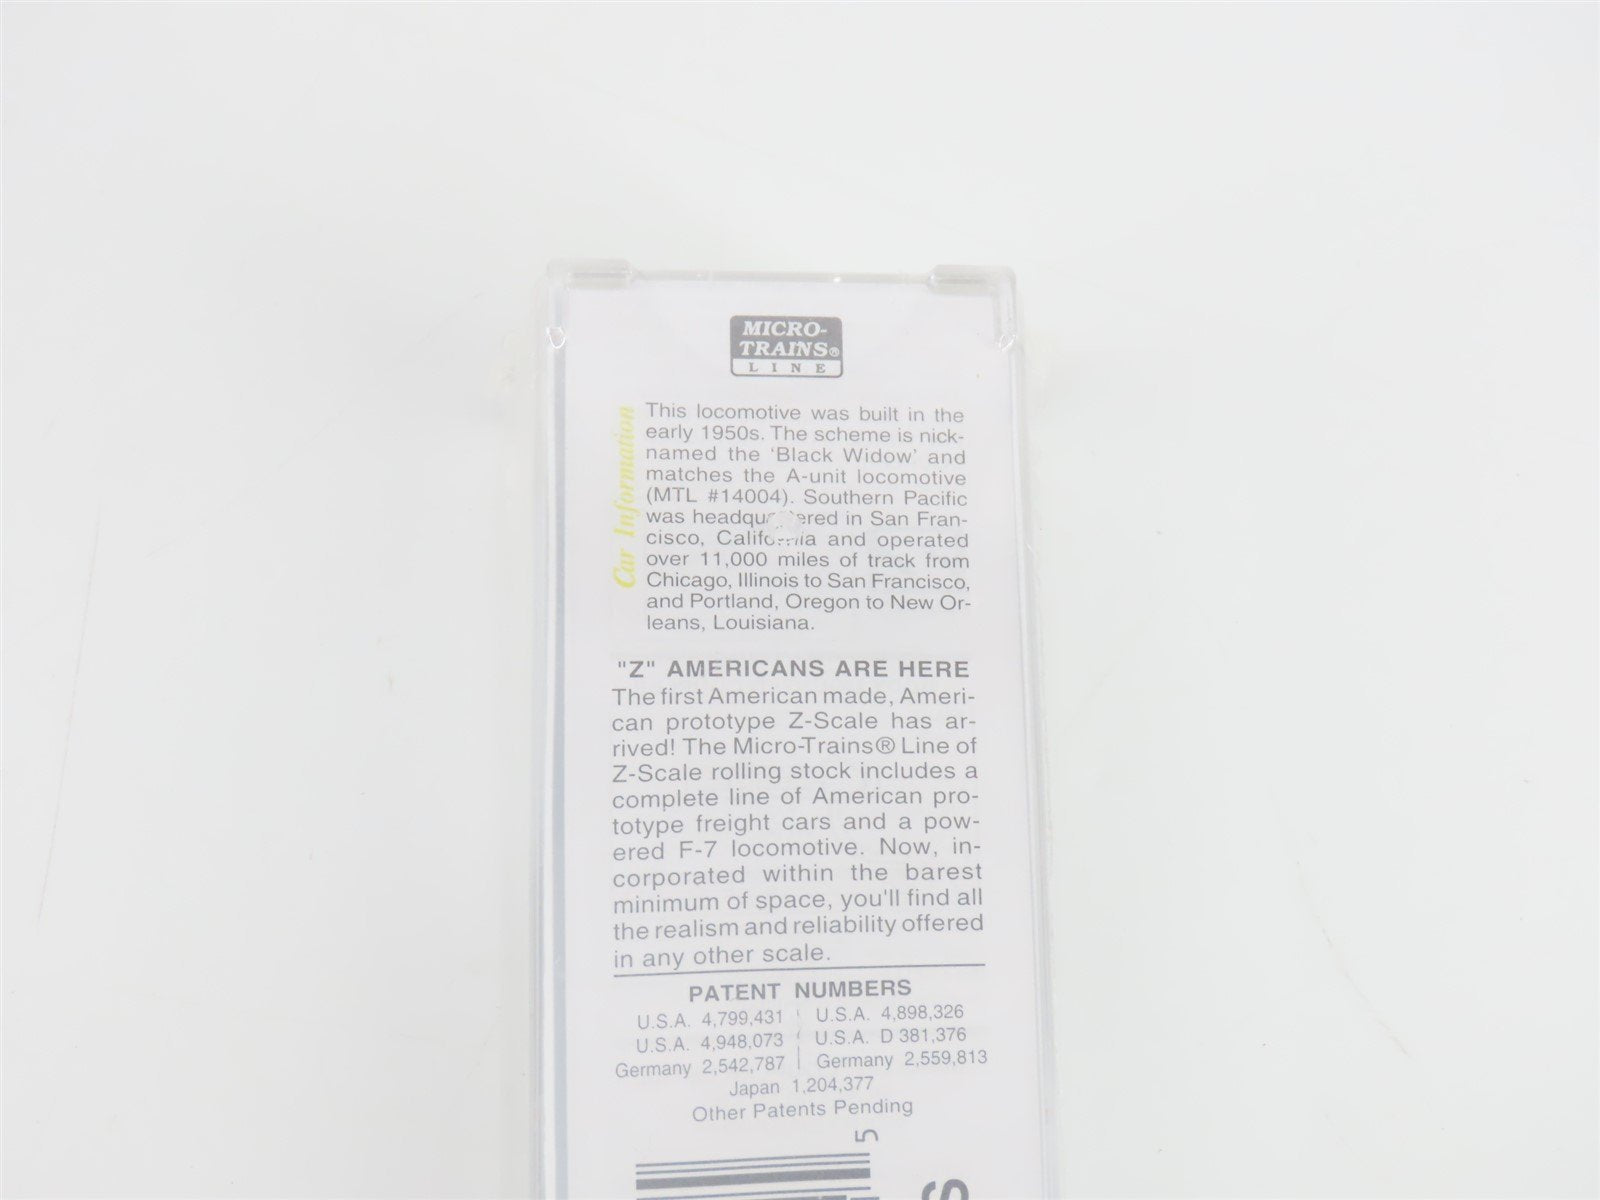 MICRO-
TRAINS®
LINE
Car Information
This locomotive was built in the
early 1950s. The scheme is nick-
named the 'Black Widow' and
matches the A-unit locomotive
(MTL #14004). Southern Pacific
was headquartered in San Fran-
cisco, California and operated
over 11,000 miles of track from
Chicago, Illinois to San Francisco,
and Portland, Oregon to New Or-
leans, Louisiana.
"Z" AMERICANS ARE HERE
The first American made, Ameri-
can prototype Z-Scale has ar-
rived! The Micro-Trains® Line of
Z-Scale rolling stock includes a
complete line of American pro-
totype freight cars and a pow-
ered F-7 locomotive. Now, in-
corporated within the barest
minimum of space, you'll find all
the realism and reliability offered
in any other scale.
PATENT NUMBERS
U.S.A. 4,799,431 | U.S.A. 4,898,326
U.S.A. 4,948,073 | U.S.A. D 381,376
Germany 2,542,787 | Germany 2,559,813
Japan 1,204,377
Other Patents Pending
5
S